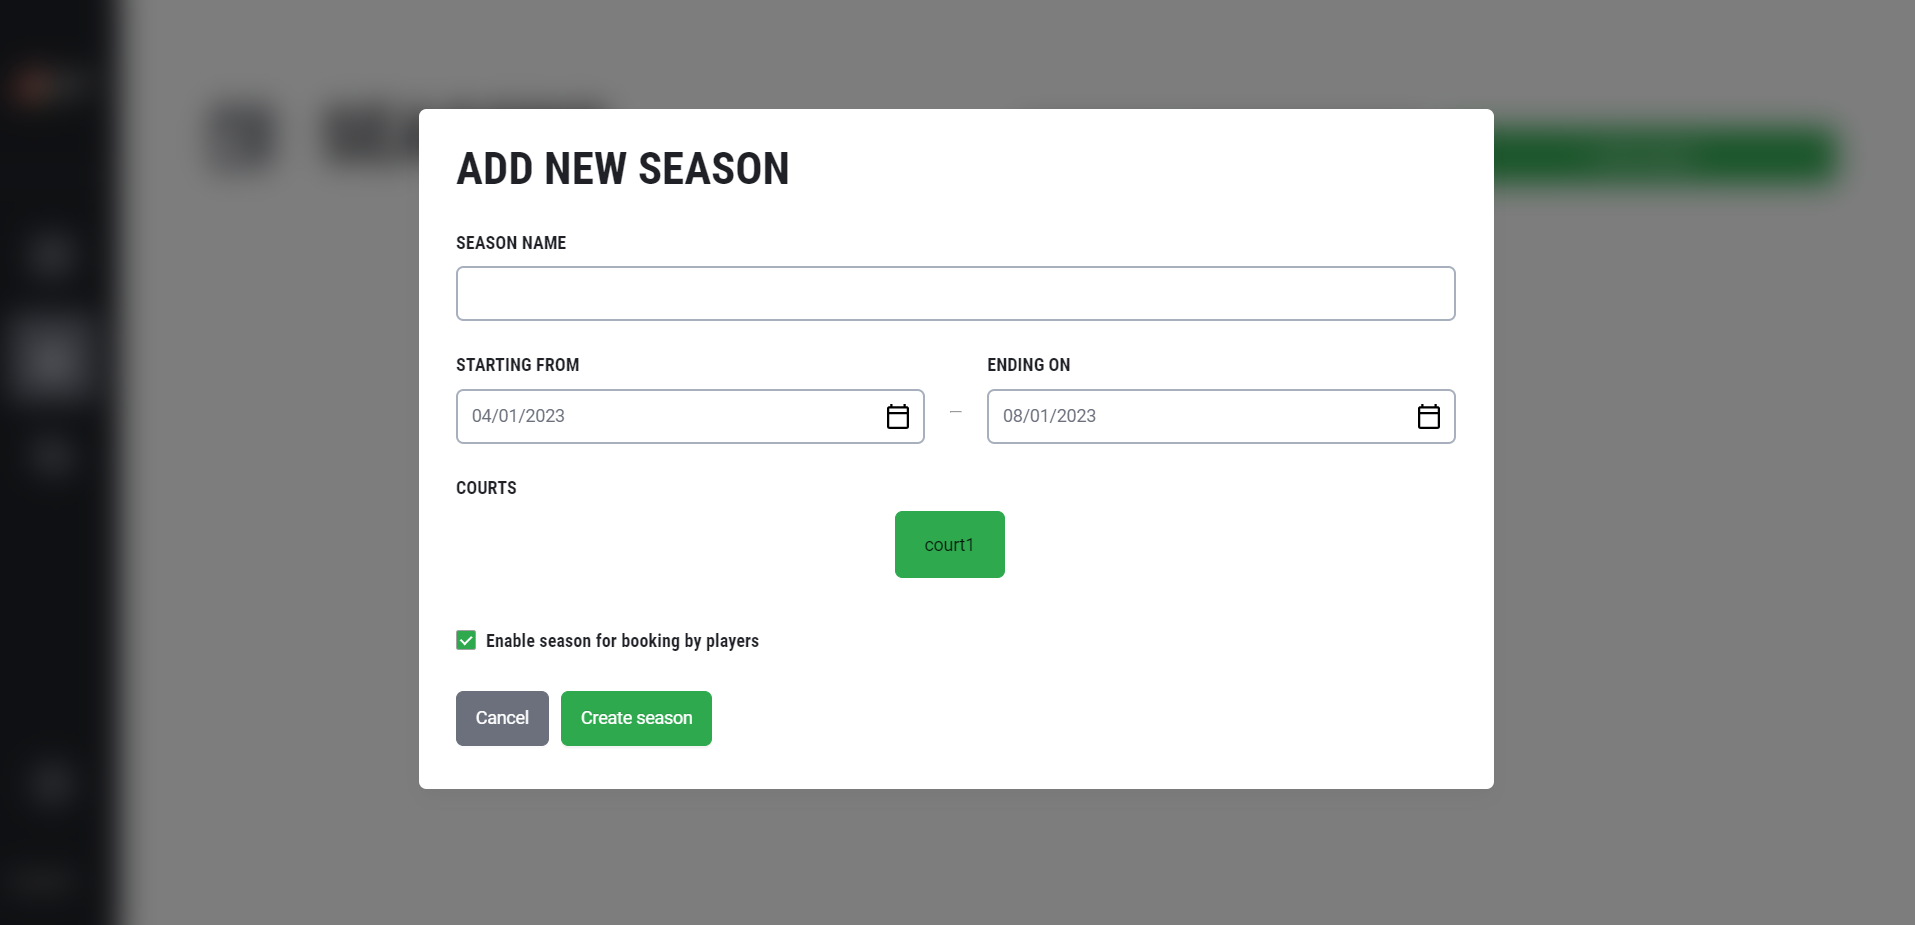 ADD NEW SEASON
SEASON NAME
STARTING FROM
ENDING ON
04/01/2023
—
08/01/2023
COURTS
court1
Enable season for booking by players
Cancel
Create season